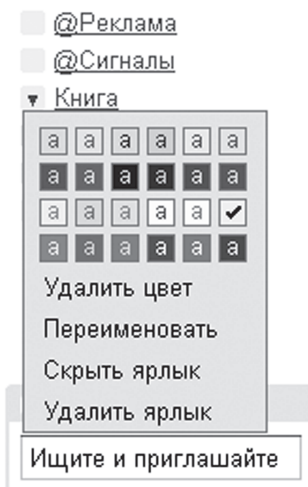 @Реклама
@Сигналы
▼ Книга
a a a a a a
a a a a a a
a a a a a ✔
a a a a a a
Удалить цвет
Переименовать
Скрыть ярлык
Удалить ярлык
Ищите и приглашайте